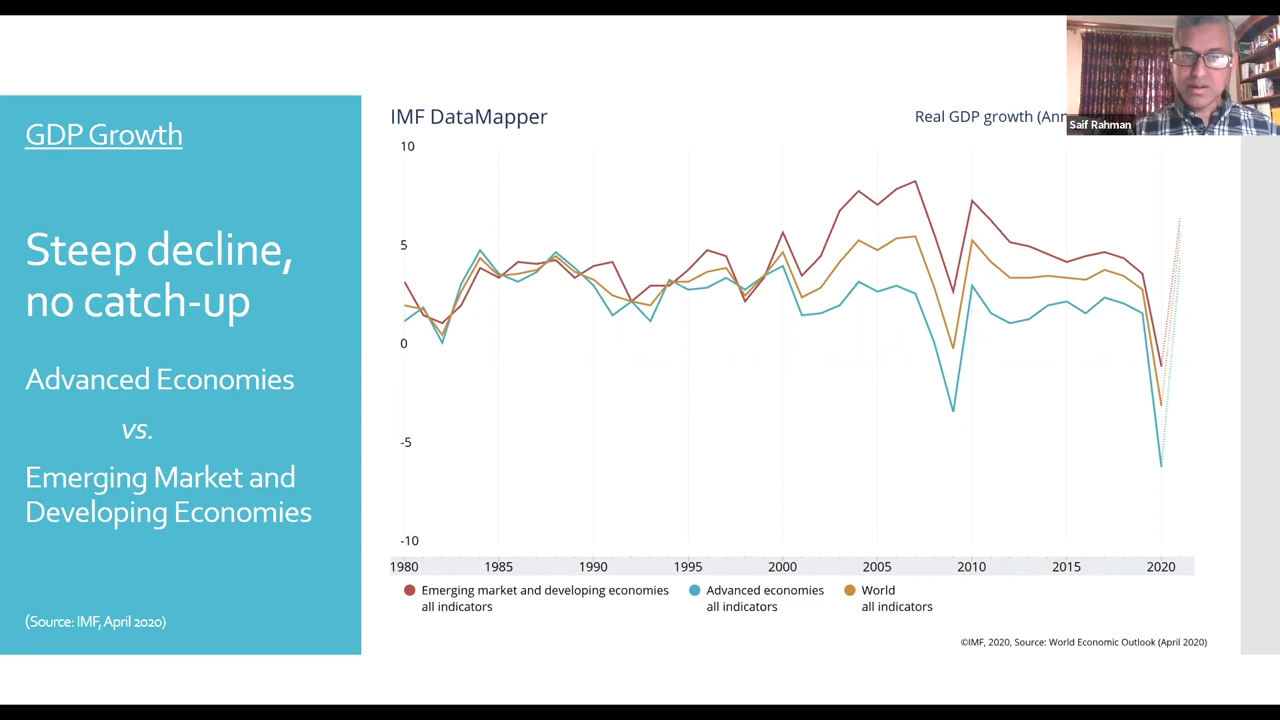 GDP Growth
Steep decline,
no catch-up
Advanced Economies
vs.
Emerging Market and
Developing Economies
(Source: IMF, April 2020)
IMF DataMapper
Real GDP growth
Saif Rahman
10
5
0
-5
-10
1980 1985 1990 1995 2000 2005 2010 2015 2020
Emerging market and developing economies Advanced economies World
all indicators all indicators all indicators
©IMF, 2020, Source: World Economic Outlook (April 2020)